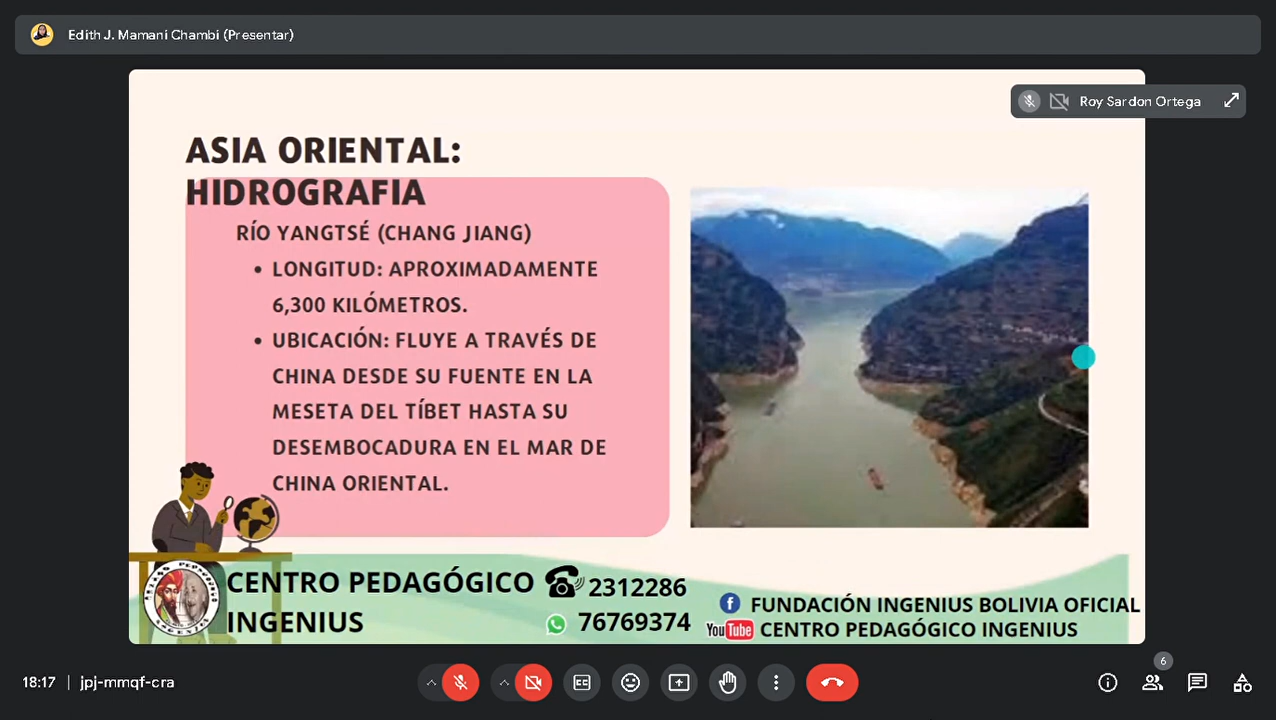 Edith J. Mamani Chambi (Presentar)
Roy Sardon Ortega
ASIA ORIENTAL:
HIDROGRAFIA
RÍO YANGTSÉ (CHANG JIANG)
• LONGITUD: APROXIMADAMENTE
6,300 KILÓMETROS.
• UBICACIÓN: FLUYE A TRAVÉS DE
CHINA DESDE SU FUENTE EN LA
MESETA DEL TÍBET HASTA SU
DESEMBOCADURA EN EL MAR DE
CHINA ORIENTAL.
CENTRO PEDAGÓGICO
INGENIUS
2312286
76769374
FUNDACIÓN INGENIUS BOLIVIA OFICIAL
YouTube CENTRO PEDAGÓGICO INGENIUS
18:17 | jpj-mmqf-cra
6